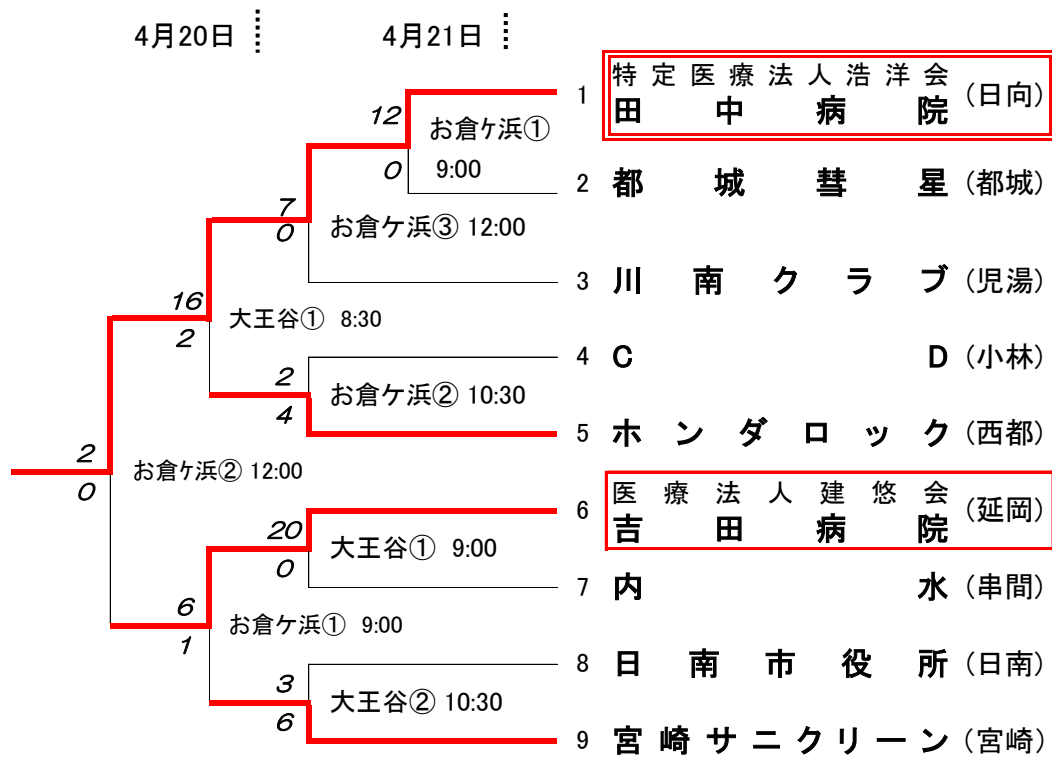 4月20日
4月21日
1 特定医療法人浩洋会 田中病院 (日向)
12
お倉ケ浜①
0
9:00
2 都城彗星 (都城)
7
0
お倉ケ浜③ 12:00
3 川南クラブ (児湯)
16
2
大王谷① 8:30
4 C D (小林)
2
4
お倉ケ浜② 10:30
5 ホンダロック (西都)
2
0
お倉ケ浜② 12:00
6 医療法人建悠会 吉田病院 (延岡)
20
0
大王谷① 9:00
7 内水 (串間)
6
1
お倉ケ浜① 9:00
8 日南市役所 (日南)
3
6
大王谷② 10:30
9 宮崎サニクリーン (宮崎)